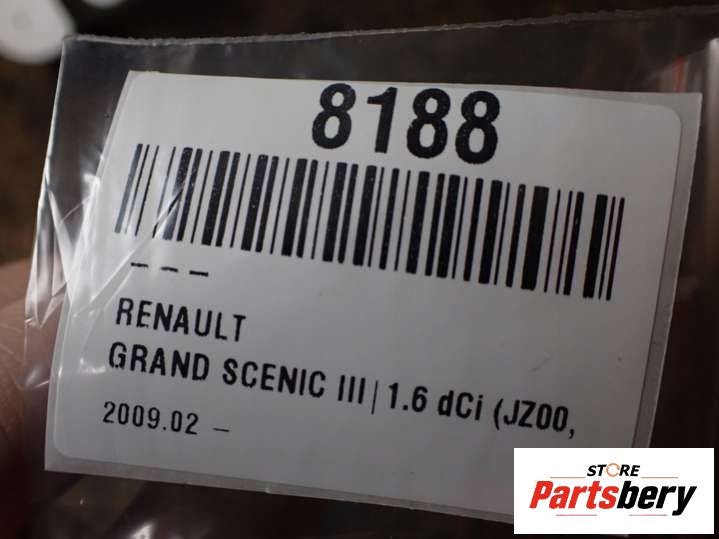 8188
---
RENAULT
GRAND SCENIC III | 1.6 dCi (JZ00,
2009.02 –
STORE
Partsbery